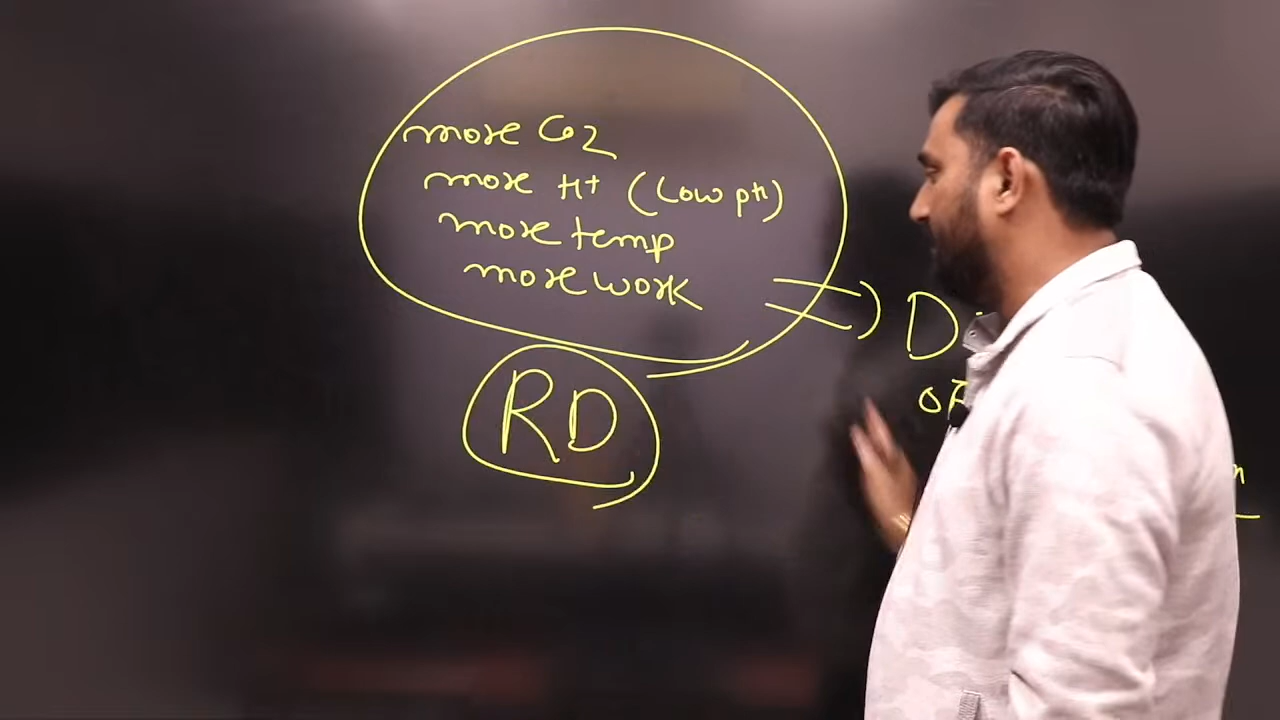 more CO2
more H+ (Low pH)
more temp
more work
RD